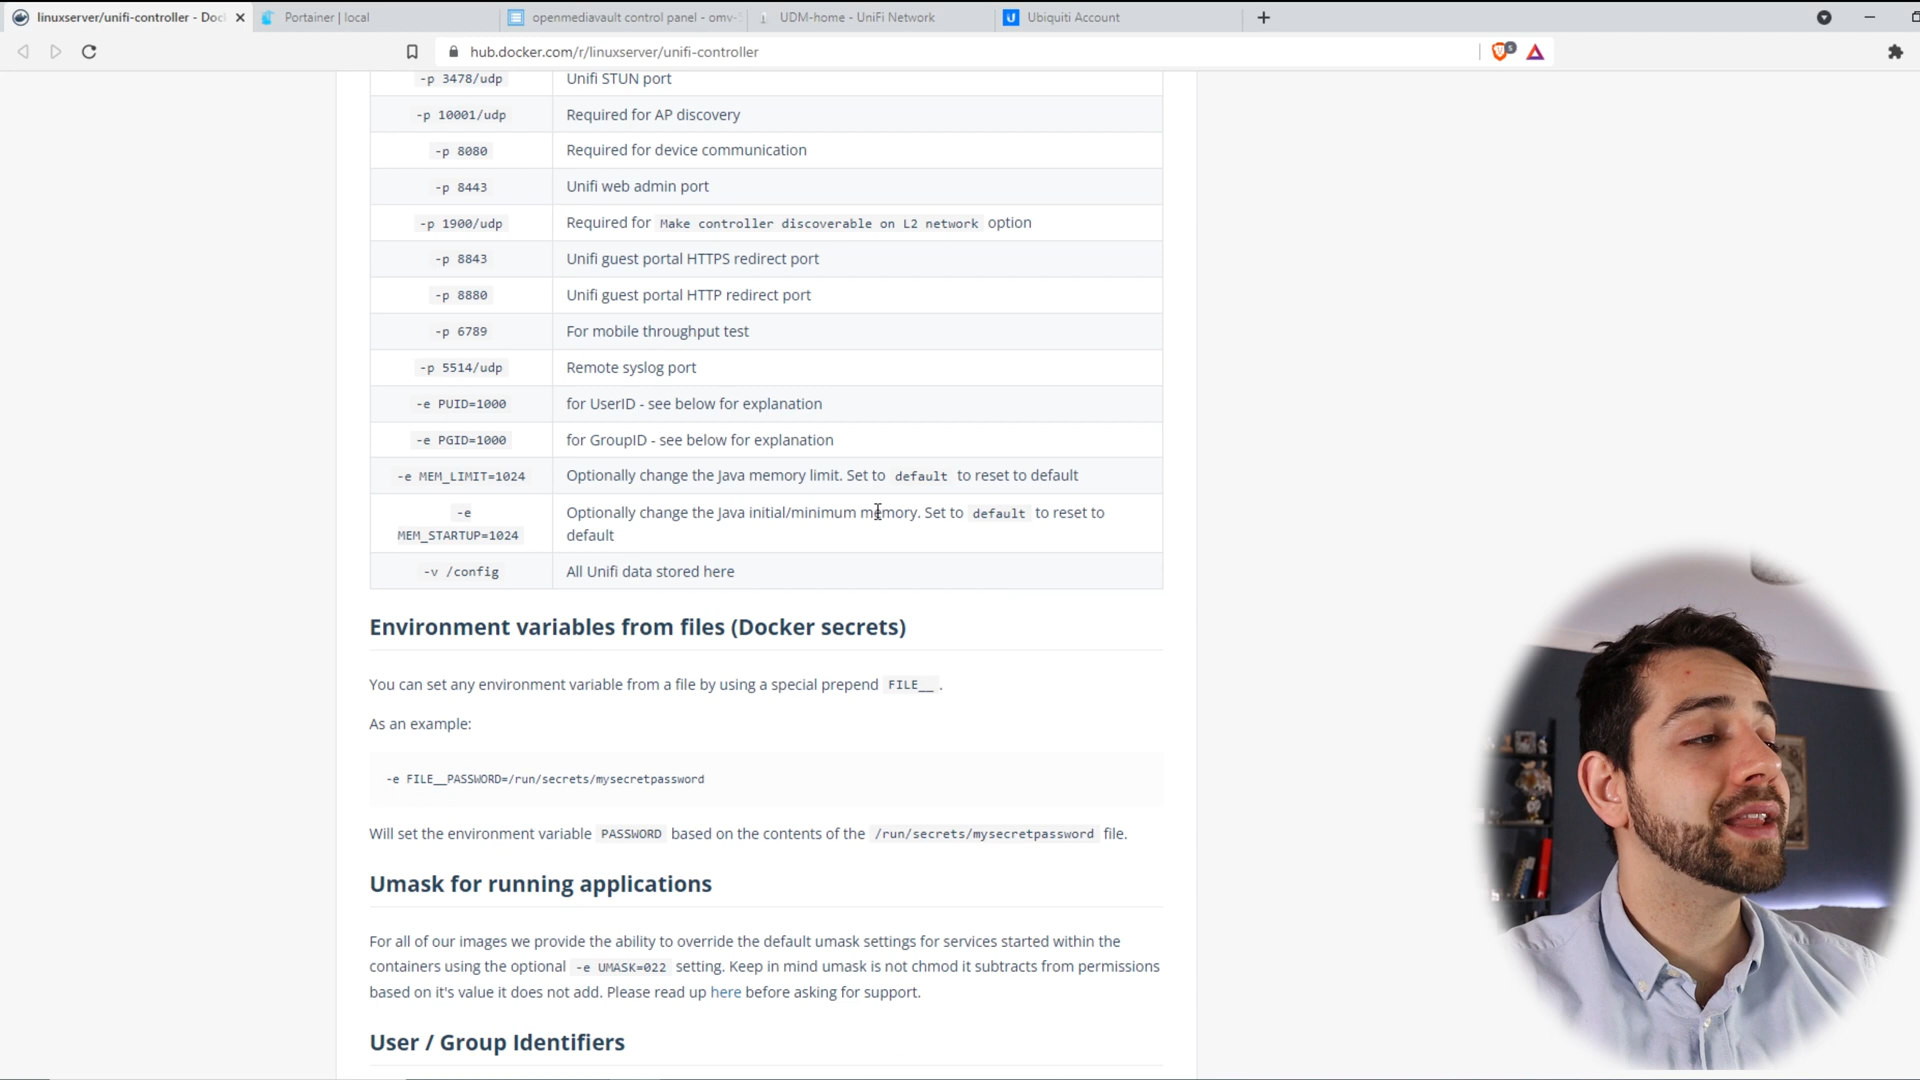 linuxserver/unifi-controller - Doc
Portainer | local
openmediavault control panel - omv-
UDM-home - UniFi Network
Ubiquiti Account
hub.docker.com/r/linuxserver/unifi-controller
-p 3478/udp Unifi STUN port
-p 10001/udp Required for AP discovery
-p 8080 Required for device communication
-p 8443 Unifi web admin port
-p 1900/udp Required for Make controller discoverable on L2 network option
-p 8843 Unifi guest portal HTTPS redirect port
-p 8880 Unifi guest portal HTTP redirect port
-p 6789 For mobile throughput test
-p 5514/udp Remote syslog port
-e PUID=1000 for UserID - see below for explanation
-e PGID=1000 for GroupID - see below for explanation
-e MEM_LIMIT=1024 Optionally change the Java memory limit. Set to default to reset to default
-e Optionally change the Java initial/minimum memory. Set to default to reset to
MEM_STARTUP=1024 default
-v /config All Unifi data stored here
Environment variables from files (Docker secrets)
You can set any environment variable from a file by using a special prepend FILE__ .
As an example:
-e FILE__PASSWORD=/run/secrets/mysecretpassword
Will set the environment variable PASSWORD based on the contents of the /run/secrets/mysecretpassword file.
Umask for running applications
For all of our images we provide the ability to override the default umask settings for services started within the
containers using the optional -e UMASK=022 setting. Keep in mind umask is not chmod it subtracts from permissions
based on it's value it does not add. Please read up here before asking for support.
User / Group Identifiers